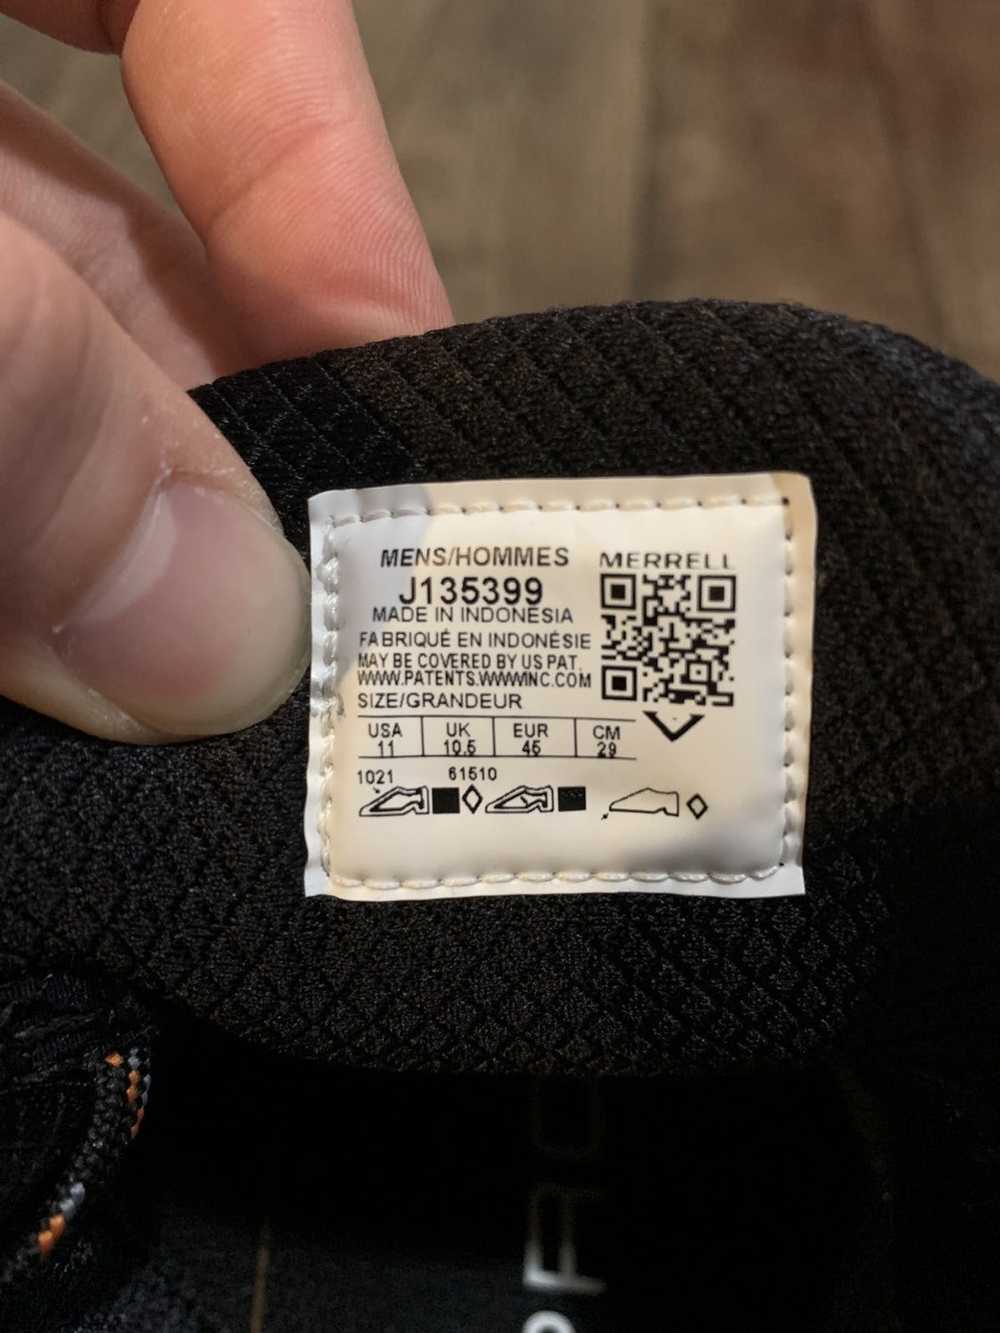 MENS/HOMMES
MERRELL
J135399
MADE IN INDONESIA
FABRIQUÉ EN INDONÉSIE
MAY BE COVERED BY US PAT.
WWW.PATENTS.WWWINC.COM
SIZE/GRANDEUR
USA UK EUR CM
11 10.5 45 29
1021 61510